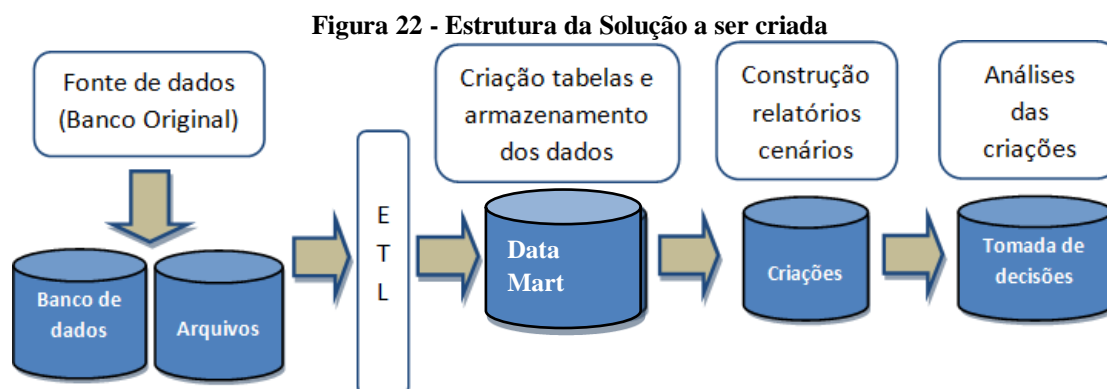 Figura 22 - Estrutura da Solução a ser criada
Fonte de dados
(Banco Original)
Criação tabelas e
armazenamento
dos dados
Construção
relatórios
cenários
Análises
das
criações
Banco de
dados
Arquivos
E
T
L
Data
Mart
Criações
Tomada de
decisões